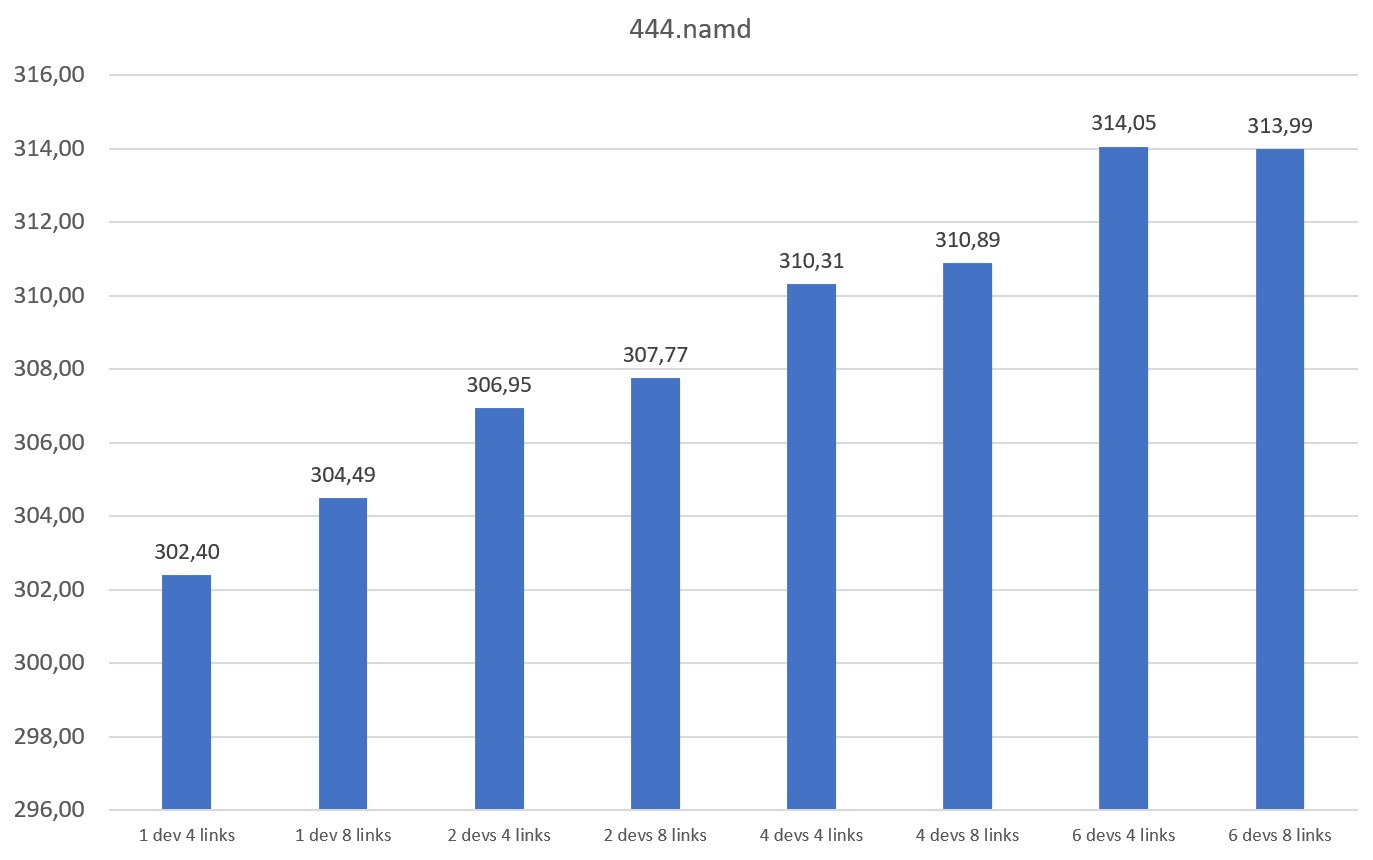 444.namd
316,00
314,00
312,00
310,00
308,00
306,00
304,00
302,00
300,00
298,00
296,00
302,40
304,49
306,95
307,77
310,31
310,89
314,05
313,99
1 dev 4 links
1 dev 8 links
2 devs 4 links
2 devs 8 links
4 devs 4 links
4 devs 8 links
6 devs 4 links
6 devs 8 links